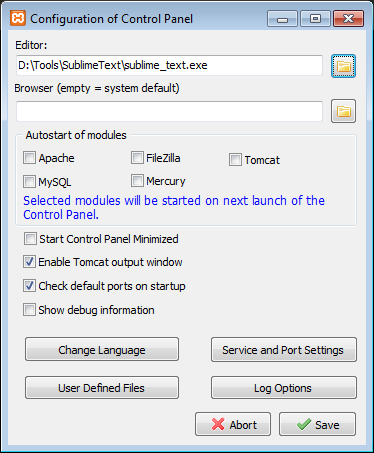 Configuration of Control Panel
Editor:
D:\Tools\SublimeText\sublime_text.exe
Browser (empty = system default)
Autostart of modules
Apache FileZilla Tomcat
MySQL Mercury
Selected modules will be started on next launch of the
Control Panel.
Start Control Panel Minimized
Enable Tomcat output window
Check default ports on startup
Show debug information
Change Language Service and Port Settings
User Defined Files Log Options
Abort Save